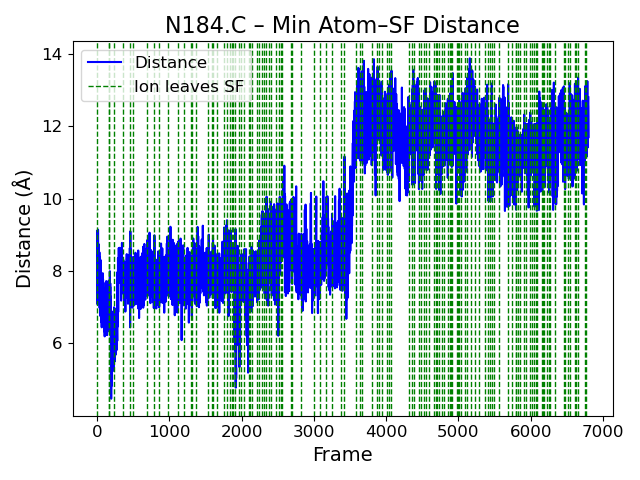 N184.C – Min Atom–SF Distance
Distance (Å)
14
12
10
8
6
Distance
Ion leaves SF
0 1000 2000 3000 4000 5000 6000 7000
Frame